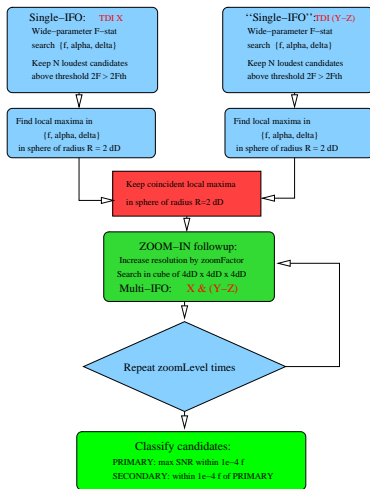 Single−IFO: TDI X
Wide−parameter F−stat
search {f, alpha, delta}
Keep N loudest candidates
above threshold 2F > 2Fth
‘‘Single−IFO’’:TDI (Y−Z)
Wide−parameter F−stat
search {f, alpha, delta}
Keep N loudest candidates
above threshold 2F > 2Fth
Find local maxima in
{f, alpha, delta}
in sphere of radius R = 2 dD
Find local maxima in
{f, alpha, delta}
in sphere of radius R = 2 dD
Keep coincident local maxima
in sphere of radius R=2 dD
ZOOM−IN followup:
Increase resolution by zoomFactor
Search in cube of 4dD x 4dD x 4dD
Multi−IFO: X & (Y−Z)
Repeat zoomLevel times
Classify candidates:
PRIMARY: max SNR within 1e−4 f
SECONDARY: within 1e−4 f of PRIMARY